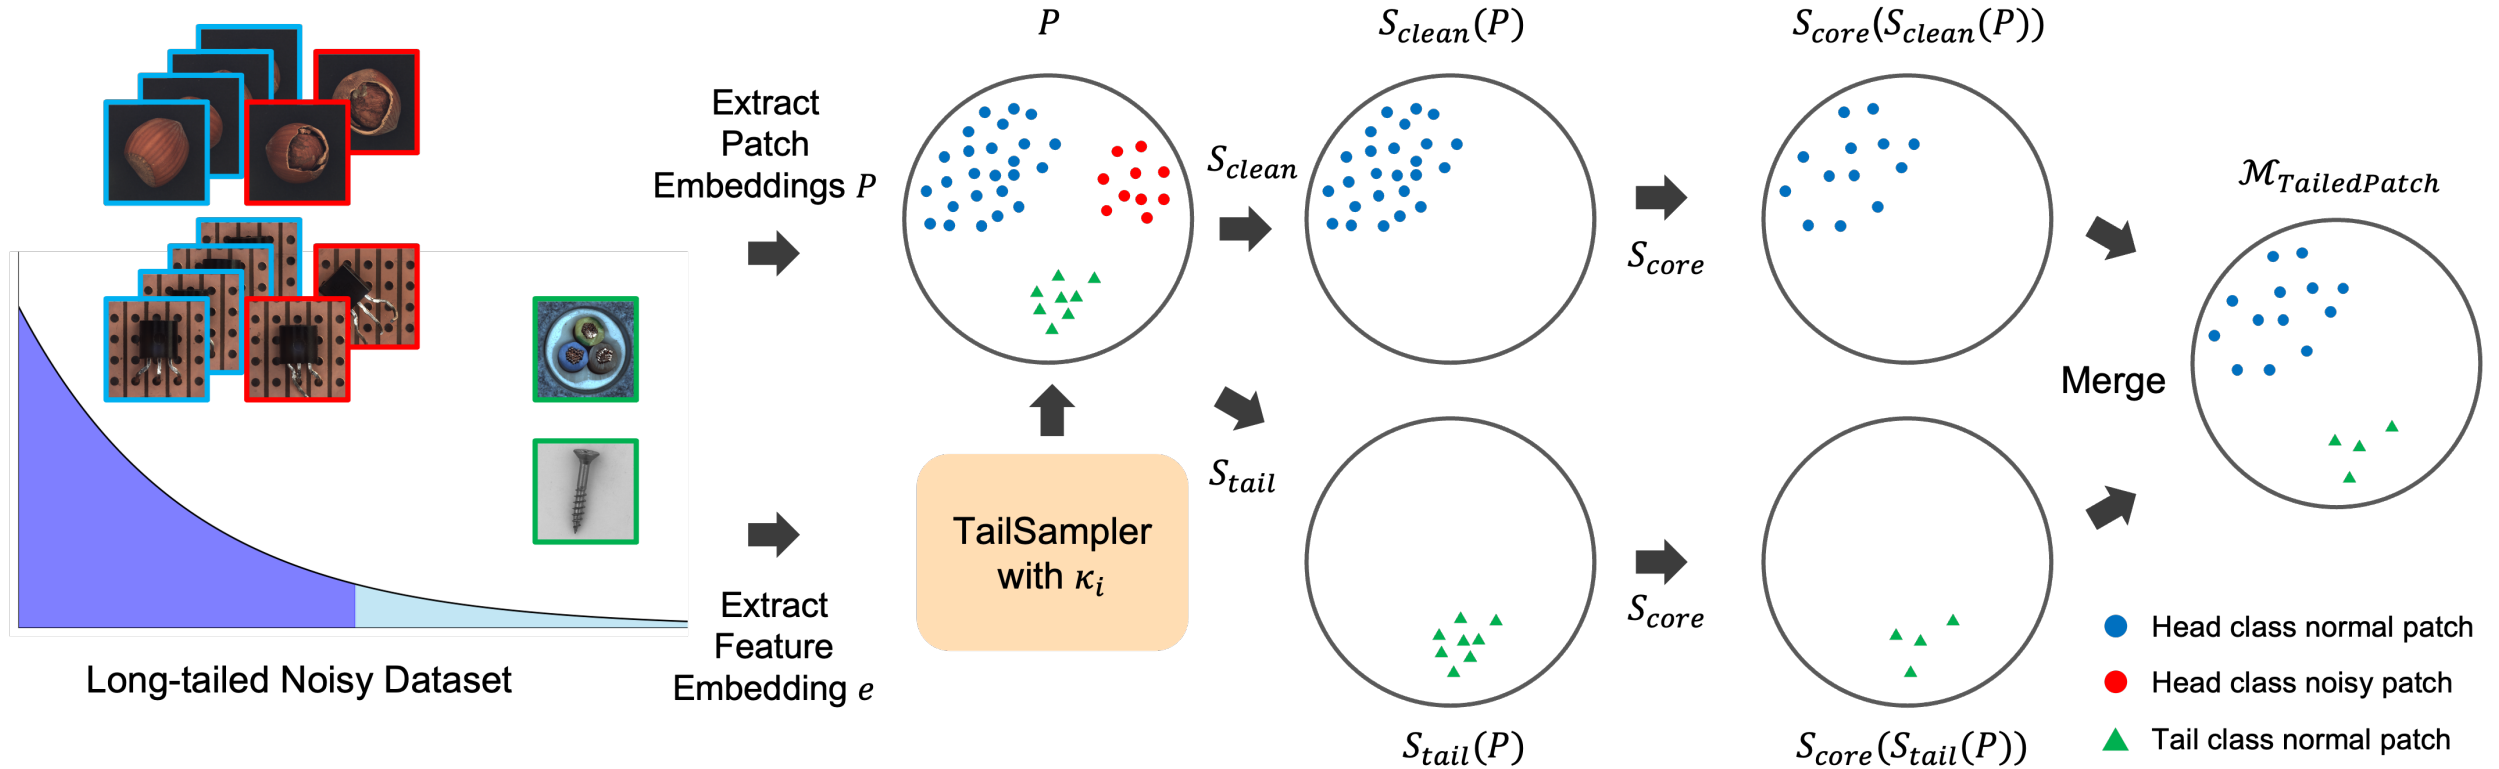 Long-tailed Noisy Dataset
Extract
Patch
Embeddings P
Extract
Feature
Embedding e
P
TailSampler
with κ_i
S_clean
S_tail
S_clean(P)
S_tail(P)
S_core
S_core
S_core(S_clean(P))
S_core(S_tail(P))
Merge
ℳ_TailedPatch
Head class normal patch
Head class noisy patch
Tail class normal patch